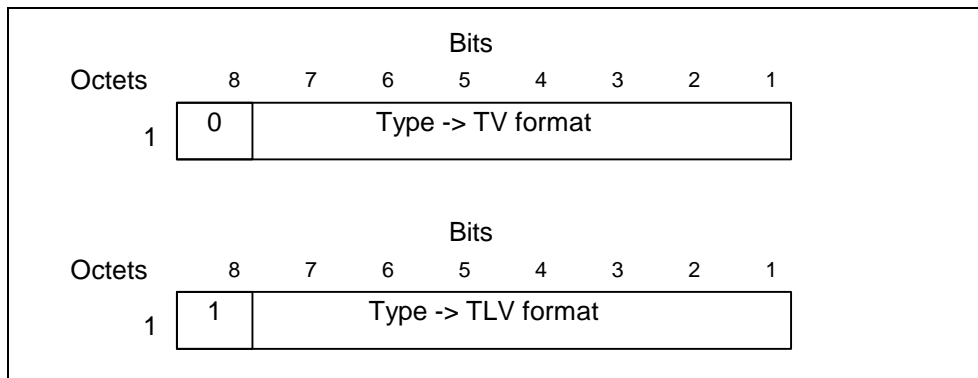 Bits
Octets 8 7 6 5 4 3 2 1
1 0 Type -> TV format
Bits
Octets 8 7 6 5 4 3 2 1
1 1 Type -> TLV format